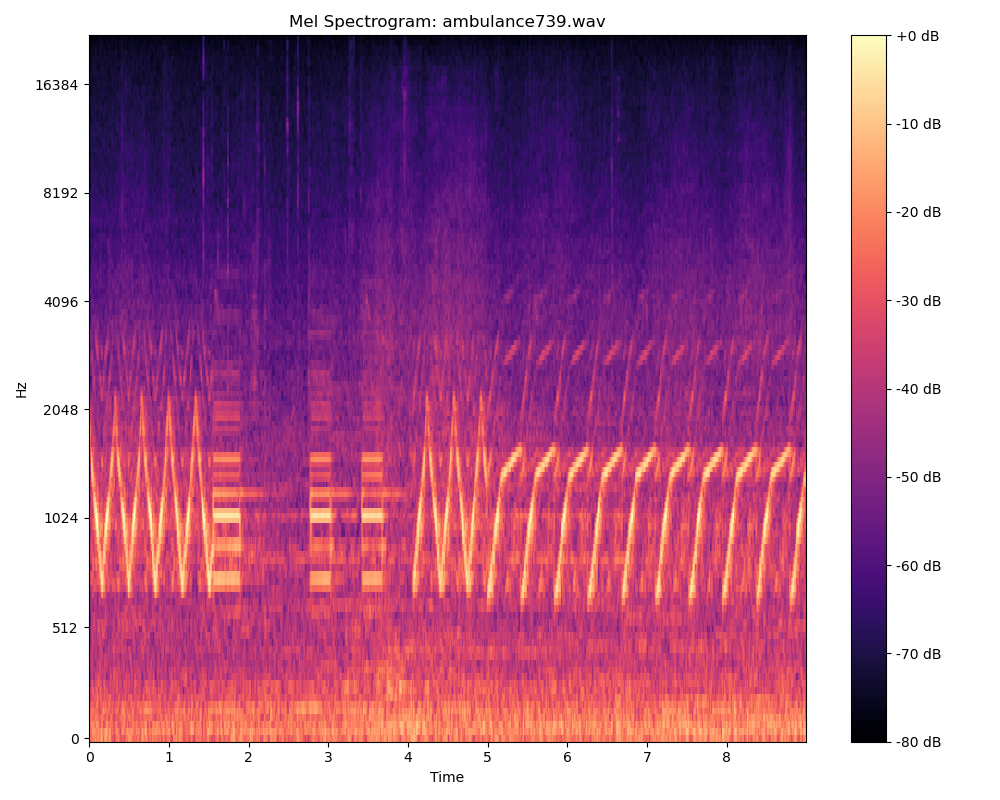 Mel Spectrogram: ambulance739.wav
+0 dB
16384
-10 dB
8192
-20 dB
4096
-30 dB
Hz
-40 dB
2048
-50 dB
1024
-60 dB
512
-70 dB
0
-80 dB
0 1 2 3 4 5 6 7 8
Time